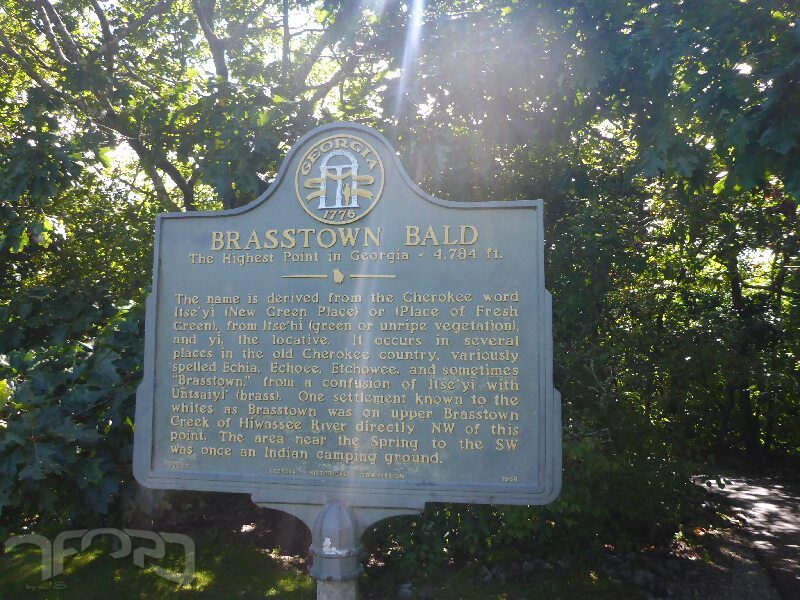 GEORGIA
1776
BRASSTOWN BALD
The Highest Point in Georgia - 4,784 ft.
The name is derived from the Cherokee word
Itse'yi (New Green Place) or (Place of Fresh
Green), from Itse'hi (green or unripe vegetation),
and yi, the locative. It occurs in several
places in the old Cherokee country, variously
spelled Echia, Echoee, Etchowee, and sometimes
"Brasstown," from a confusion of Itse'yi with
Ûñtsaiyi' (brass). One settlement known to the
whites as Brasstown was on upper Brasstown
Creek of Hiwassee River directly NW of this
point. The area near the Spring to the SW
was once an Indian camping ground.
GEORGIA HISTORICAL COMMISSION